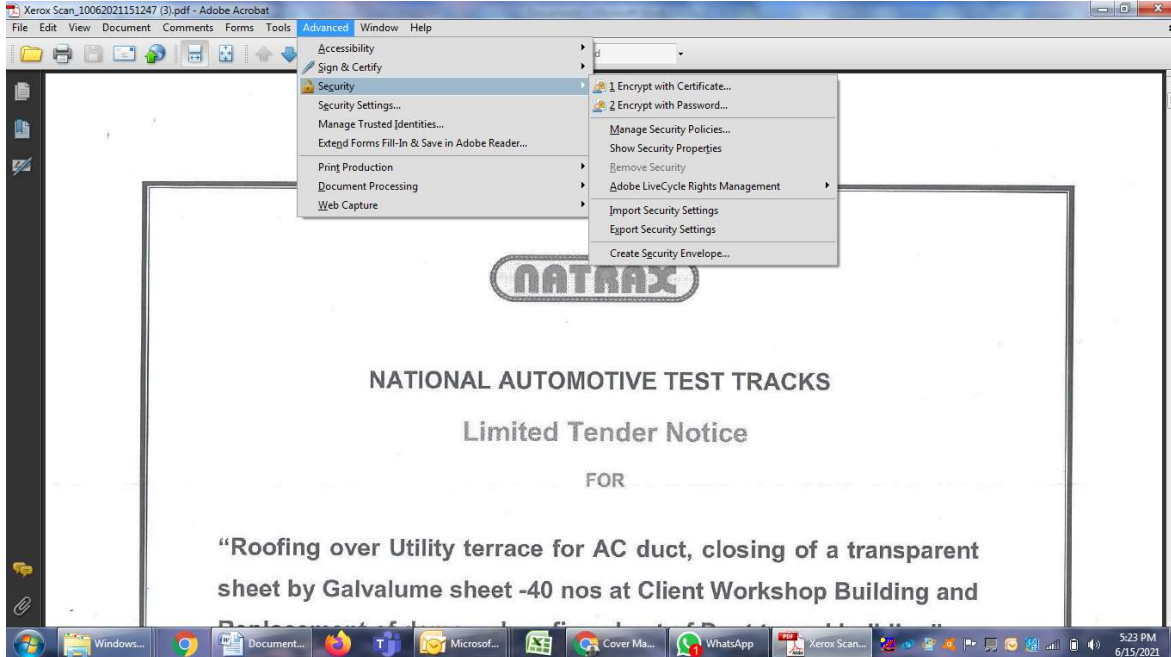 Xerox Scan_10062021151247 (3).pdf - Adobe Acrobat
File Edit View Document Comments Forms Tools Advanced Window Help
Accessibility
Sign & Certify
Security
Security Settings...
Manage Trusted Identities...
Extend Forms Fill-In & Save in Adobe Reader...
Print Production
Document Processing
Web Capture
1 Encrypt with Certificate...
2 Encrypt with Password...
Manage Security Policies...
Show Security Properties
Remove Security
Adobe LiveCycle Rights Management
Import Security Settings
Export Security Settings
Create Security Envelope...
NATRAX
NATIONAL AUTOMOTIVE TEST TRACKS
Limited Tender Notice
FOR
“Roofing over Utility terrace for AC duct, closing of a transparent
sheet by Galvalume sheet -40 nos at Client Workshop Building and
Windows... Document... Microsof... Cover Ma... WhatsApp Xerox Scan... 5:23 PM
6/15/2021